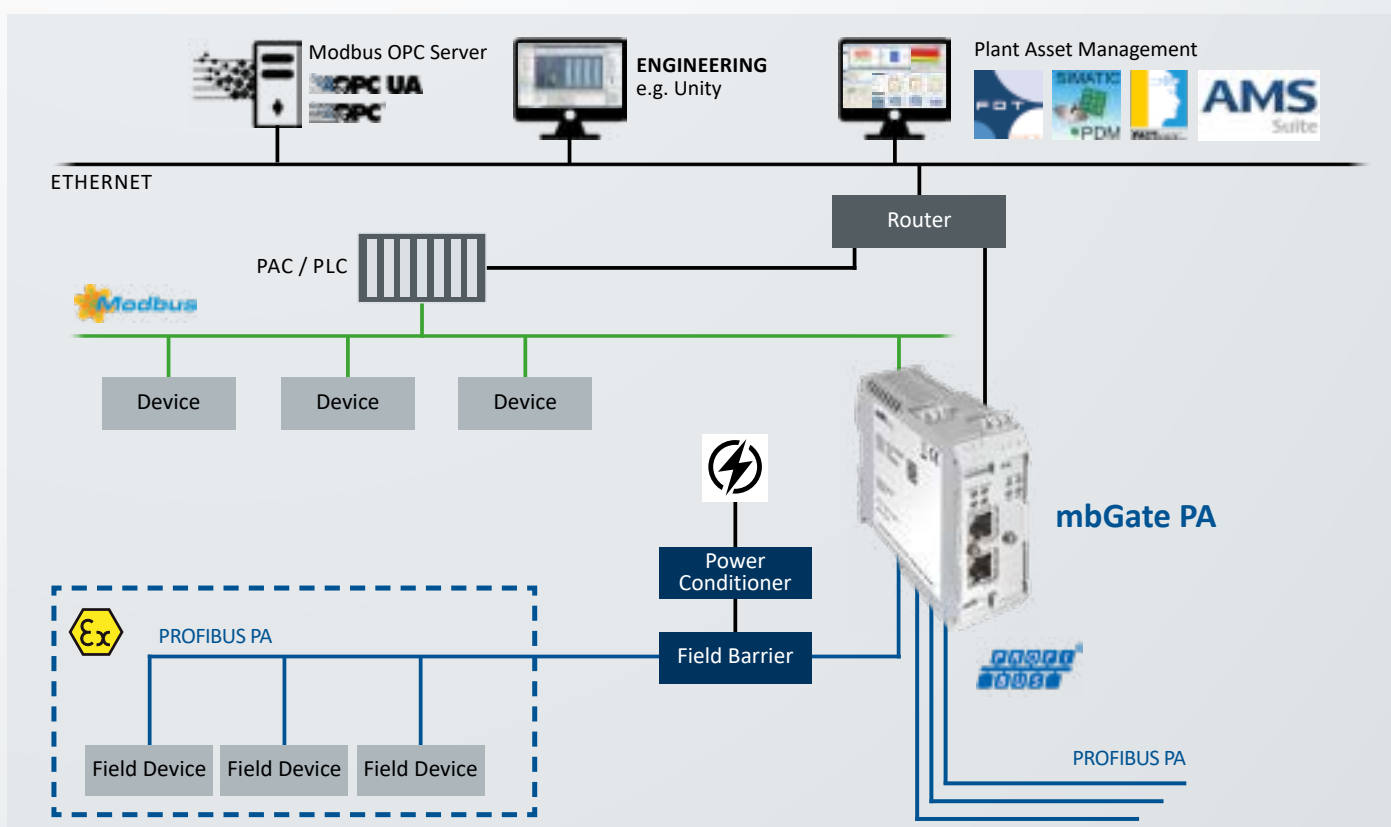 Modbus OPC Server
OPC UA
OPC
ENGINEERING
e.g. Unity
Plant Asset Management
FDT
SIMATIC
PDM
AMS
Suite
ETHERNET
Router
PAC / PLC
Modbus
Device
Device
Device
mbGate PA
Power
Conditioner
Ex
PROFIBUS PA
Field Barrier
PROFI
BUS
Field Device
Field Device
Field Device
PROFIBUS PA